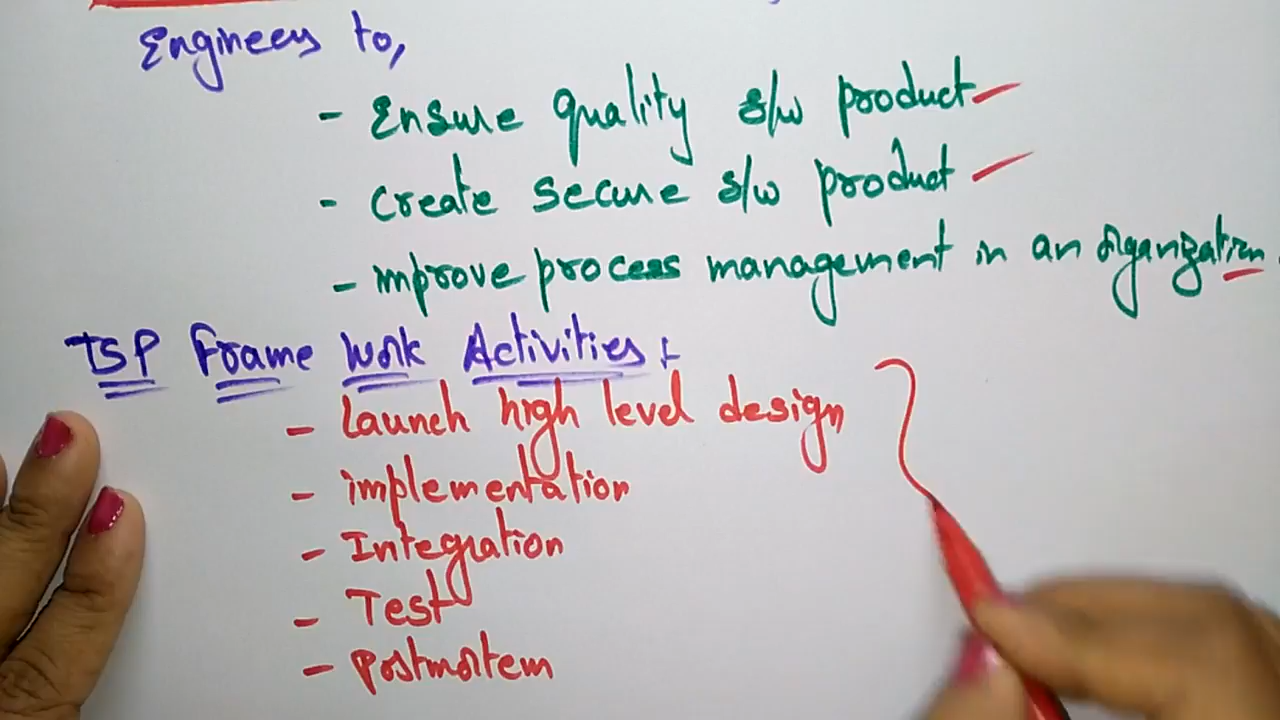 Engineers to,
- Ensure quality s/w product
- create secure s/w product
- improve process management in an organization.
TSP Frame work Activities :-
- Launch high level design
- implementation
- Integration
- Test
- postmortem